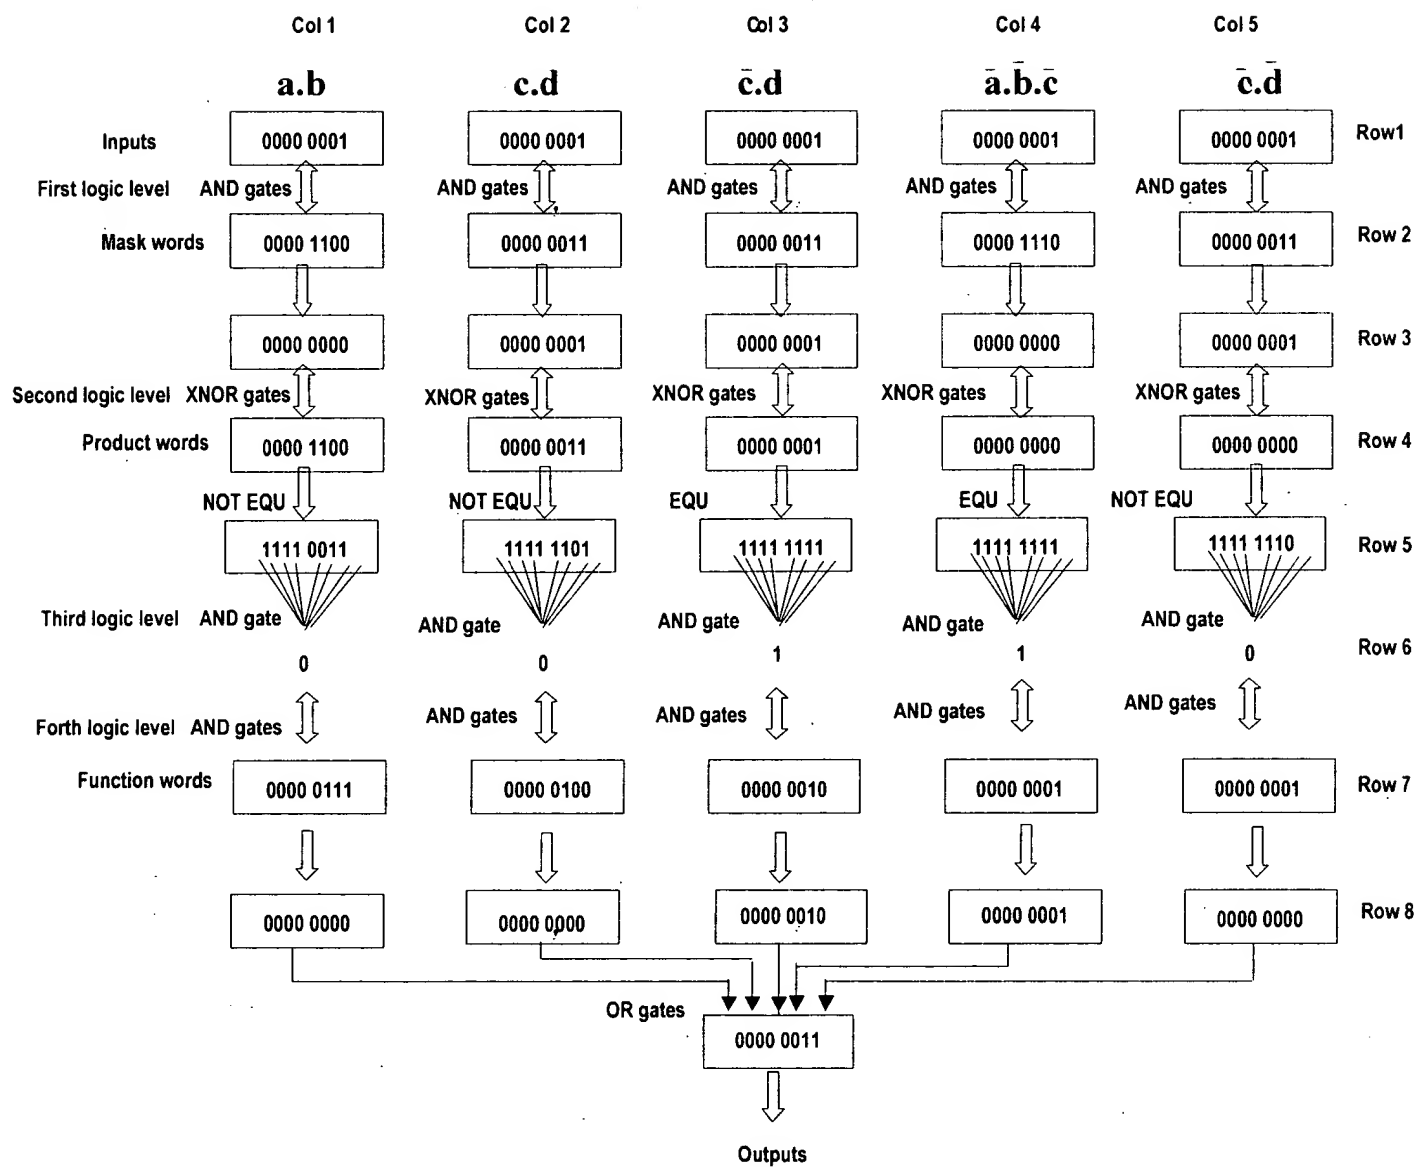 Col 1 Col 2 Col 3 Col 4 Col 5
a.b c.d c̄.d ā.b̄.c̄ c̄.d̄
Inputs 0000 0001 0000 0001 0000 0001 0000 0001 0000 0001 Row1
First logic level AND gates AND gates AND gates AND gates AND gates
Mask words 0000 1100 0000 0011 0000 0011 0000 1110 0000 0011 Row 2
0000 0000 0000 0001 0000 0001 0000 0000 0000 0001 Row 3
Second logic level XNOR gates XNOR gates XNOR gates XNOR gates XNOR gates
Product words 0000 1100 0000 0011 0000 0001 0000 0000 0000 0000 Row 4
NOT EQU NOT EQU EQU EQU NOT EQU
1111 0011 1111 1101 1111 1111 1111 1111 1111 1110 Row 5
Third logic level AND gate AND gate AND gate AND gate AND gate
0 0 1 1 0 Row 6
Forth logic level AND gates AND gates AND gates AND gates AND gates
Function words 0000 0111 0000 0100 0000 0010 0000 0001 0000 0001 Row 7
0000 0000 0000 0000 0000 0010 0000 0001 0000 0000 Row 8
OR gates
0000 0011
Outputs